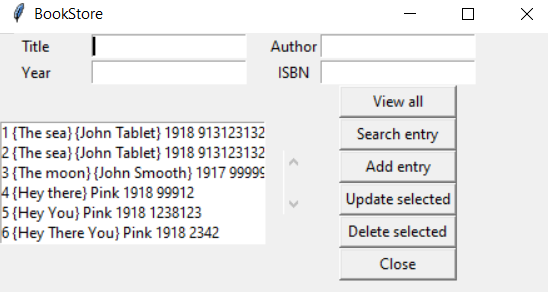 BookStore
Title Author
Year ISBN
View all
Search entry
Add entry
Update selected
Delete selected
Close
1 {The sea} {John Tablet} 1918 913123132
2 {The sea} {John Tablet} 1918 913123132
3 {The moon} {John Smooth} 1917 99999
4 {Hey there} Pink 1918 99912
5 {Hey You} Pink 1918 1238123
6 {Hey There You} Pink 1918 2342